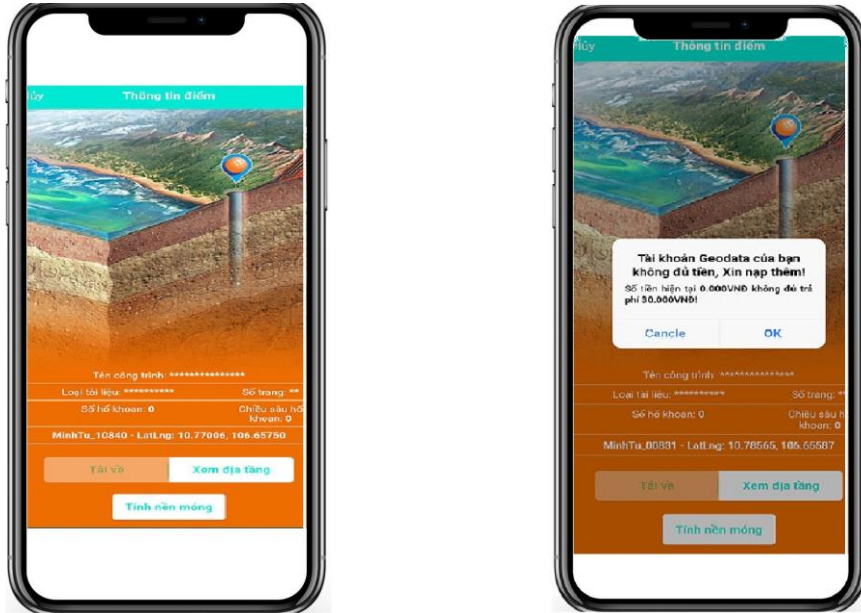 Hủy Thông tin điểm
Tên công trình: ***************
Loại tài liệu: ********** Số trang: **
Số hố khoan: 0 Chiều sâu hố
khoan: 0
MinhTu_10840 - LatLng: 10.77006, 106.65750
Tải về Xem địa tầng
Tính nền móng
Hủy Thông tin điểm
Tài khoản Geodata của bạn
không đủ tiền, Xin nạp thêm!
Số tiền hiện tại 0.000VNĐ không đủ trả
phí 30.000VNĐ!
Cancle OK
Tên công trình: ***************
Loại tài liệu: ********** Số trang: **
Số hố khoan: 0 Chiều sâu h
khoan: 0
MinhTu_00831 - LatLng: 10.78565, 106.65587
Tải về Xem địa tầng
Tính nền móng